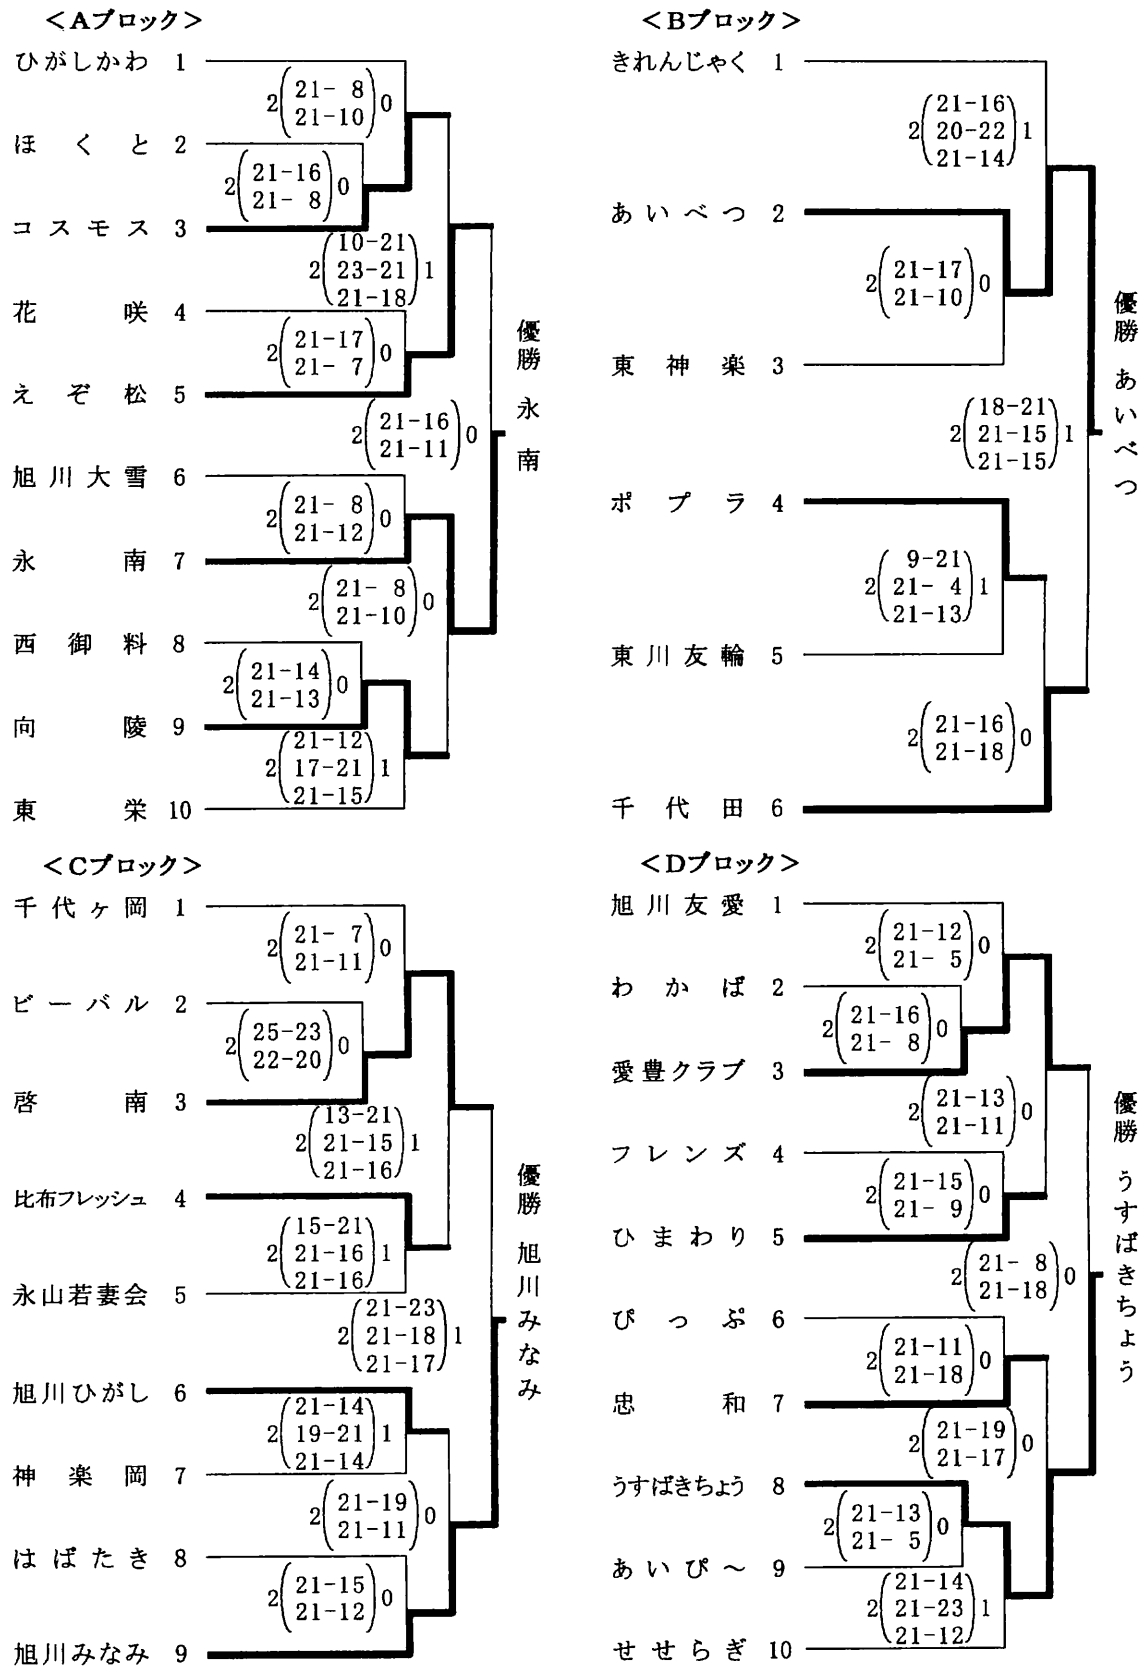 <Aブロック>
ひがしかわ 1
2(21- 8 21-10)0
ほくと 2
2(21-16 21- 8)0
コスモス 3
2(10-21 23-21 21-18)1
花咲 4
2(21-17 21- 7)0
えぞ松 5
2(21-16 21-11)0
旭川大雪 6
2(21- 8 21-12)0
永南 7
2(21- 8 21-10)0
西御料 8
2(21-14 21-13)0
向陵 9
2(21-12 17-21 21-15)1
東栄 10
優勝 永南
<Bブロック>
きれんじゃく 1
2(21-16 20-22 21-14)1
あいべつ 2
2(21-17 21-10)0
東神楽 3
2(18-21 21-15 21-15)1
ポプラ 4
2(9-21 21- 4 21-13)1
東川友輪 5
2(21-16 21-18)0
千代田 6
優勝 あいべつ
<Cブロック>
千代ヶ岡 1
2(21- 7 21-11)0
ビーバル 2
2(25-23 22-20)0
啓南 3
2(13-21 21-15 21-16)1
比布フレッシュ 4
2(15-21 21-16 21-16)1
永山若妻会 5
2(21-23 21-18 21-17)1
旭川ひがし 6
2(21-14 19-21 21-14)1
神楽岡 7
2(21-19 21-11)0
はばたき 8
2(21-15 21-12)0
旭川みなみ 9
優勝 旭川みなみ
<Dブロック>
旭川友愛 1
2(21-12 21- 5)0
わかば 2
2(21-16 21- 8)0
愛豊クラブ 3
2(21-13 21-11)0
フレンズ 4
2(21-15 21- 9)0
ひまわり 5
2(21- 8 21-18)0
ぴっぷ 6
2(21-11 21-18)0
忠和 7
2(21-19 21-17)0
うすばきちょう 8
2(21-13 21- 5)0
あいぴ～ 9
2(21-14 21-23 21-12)1
せせらぎ 10
優勝 うすばきちょう